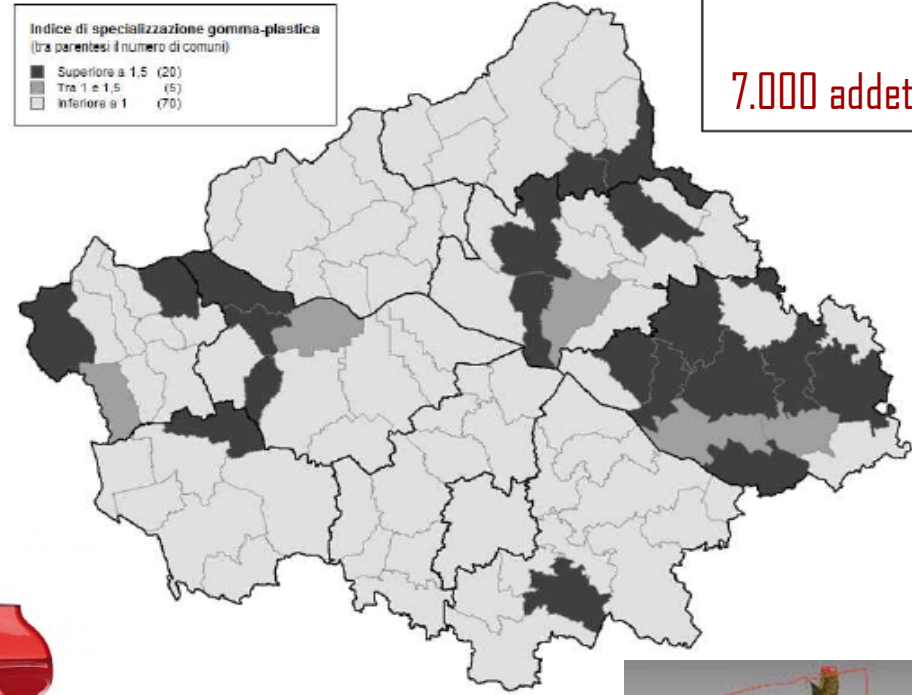 Indice di specializzazione gomma-plastica
(tra parentesi il numero di comuni)
Superiore a 1,5 (20)
Tra 1 e 1,5 (5)
Inferiore a 1 (70)
7.000 addet